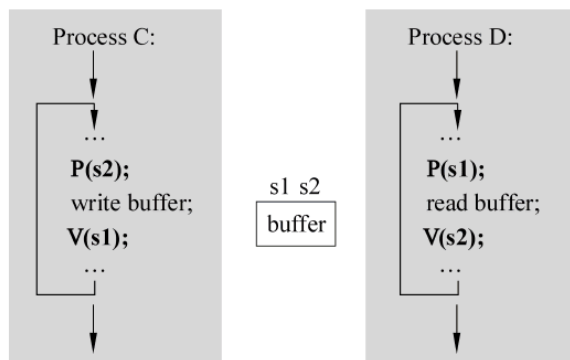 Process C:
...
P(s2);
write buffer;
V(s1);
...
s1 s2
buffer
Process D:
...
P(s1);
read buffer;
V(s2);
...